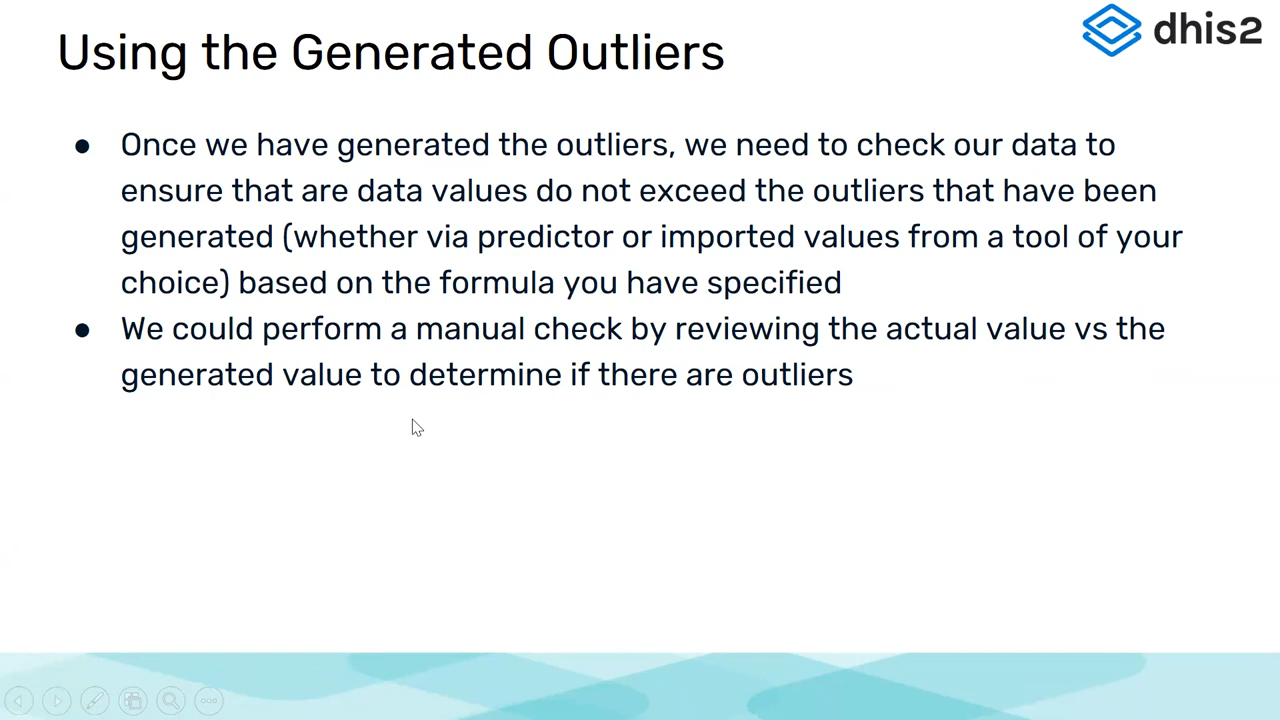 Using the Generated Outliers
dhis2
● Once we have generated the outliers, we need to check our data to
ensure that are data values do not exceed the outliers that have been
generated (whether via predictor or imported values from a tool of your
choice) based on the formula you have specified
● We could perform a manual check by reviewing the actual value vs the
generated value to determine if there are outliers